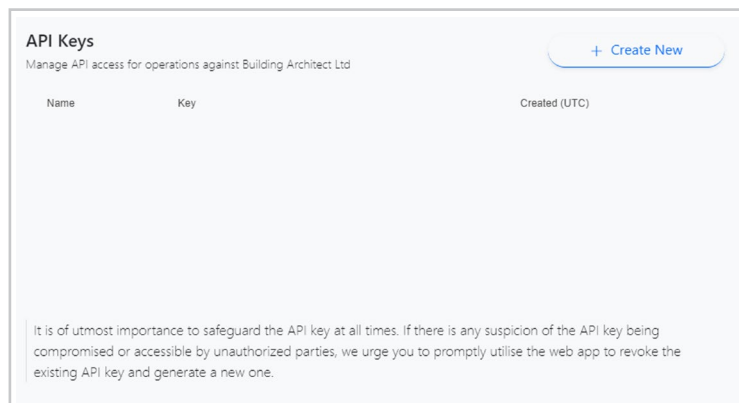 API Keys
+ Create New
Manage API access for operations against Building Architect Ltd
Name Key Created (UTC)
It is of utmost importance to safeguard the API key at all times. If there is any suspicion of the API key being
compromised or accessible by unauthorized parties, we urge you to promptly utilise the web app to revoke the
existing API key and generate a new one.